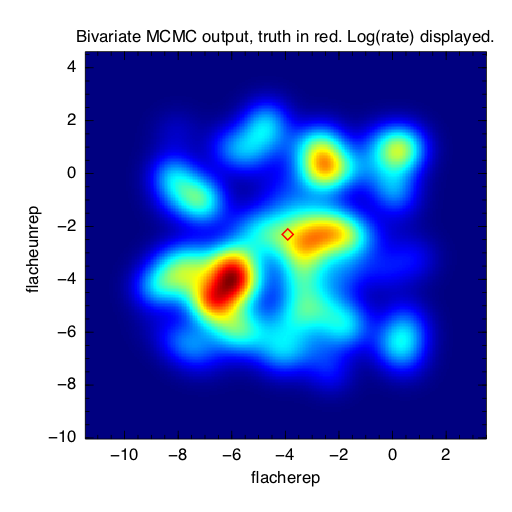 Bivariate MCMC output, truth in red. Log(rate) displayed.
4
2
0
−2
−4
−6
−8
−10
flacheunrep
−10 −8 −6 −4 −2 0 2
flacherep